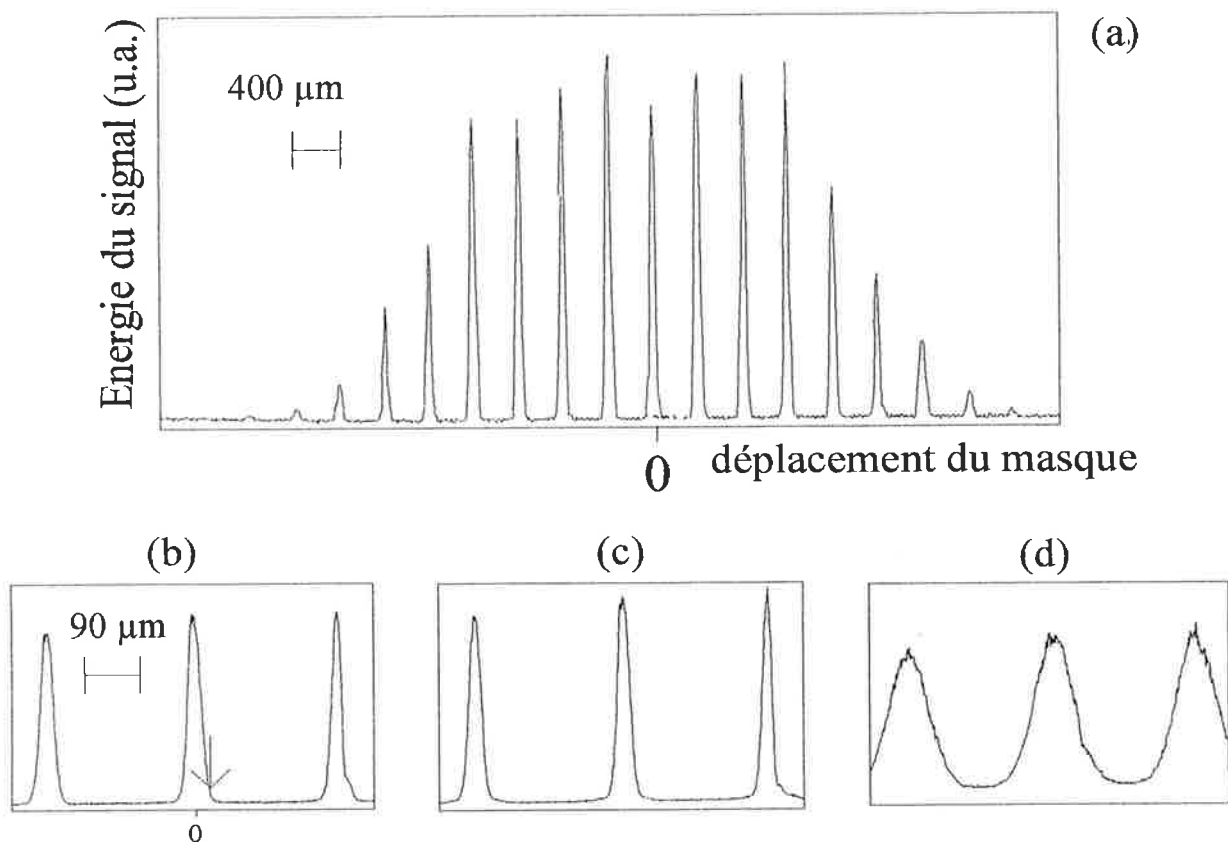 (a)
Energie du signal (u.a.)
400 µm
0
déplacement du masque
(b)
(c)
(d)
90 µm
0